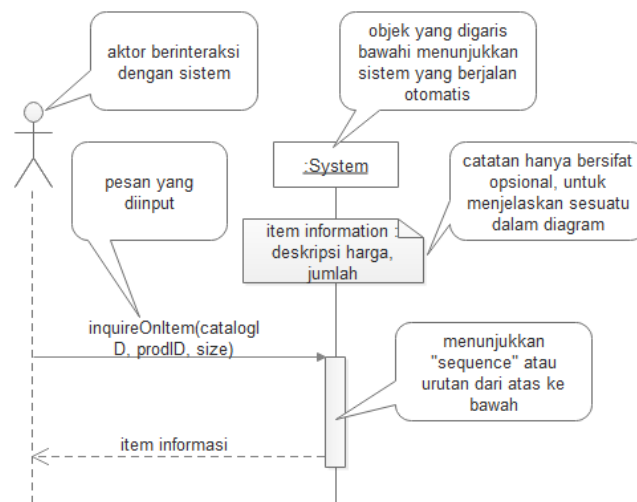 aktor berinteraksi
dengan sistem
objek yang digaris
bawahi menunjukkan
sistem yang berjalan
otomatis
pesan yang
diinput
:System
catatan hanya bersifat
opsional, untuk
menjelaskan sesuatu
dalam diagram
item information :
deskripsi harga,
jumlah
inquireOnItem(catalogI
D, prodID, size)
menunjukkan
"sequence" atau
urutan dari atas ke
bawah
item informasi